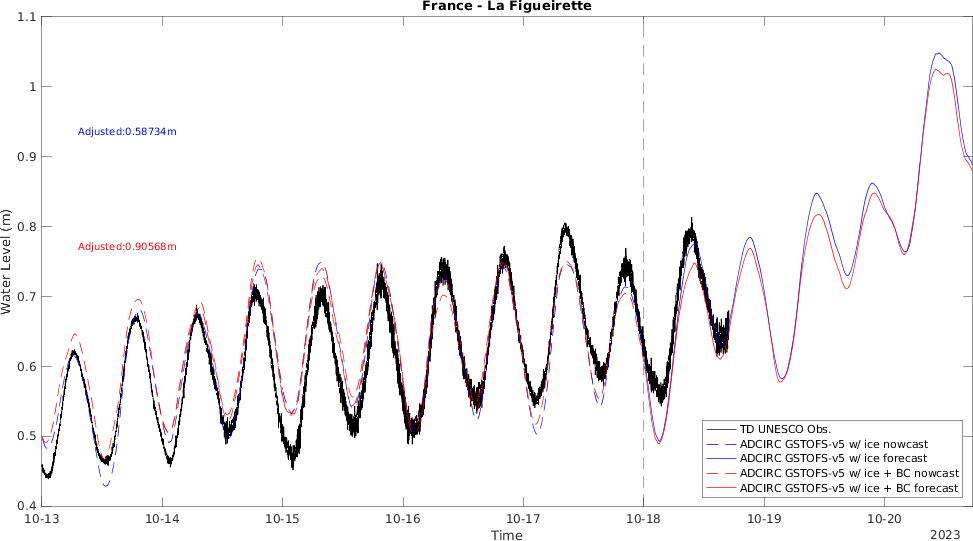 France - La Figueirette
1.1
1
0.9
0.8
0.7
0.6
0.5
0.4
Water Level (m)
Adjusted:0.58734m
Adjusted:0.90568m
TD UNESCO Obs.
ADCIRC GSTOFS-v5 w/ ice nowcast
ADCIRC GSTOFS-v5 w/ ice forecast
ADCIRC GSTOFS-v5 w/ ice + BC nowcast
ADCIRC GSTOFS-v5 w/ ice + BC forecast
10-13 10-14 10-15 10-16 10-17 10-18 10-19 10-20
Time
2023